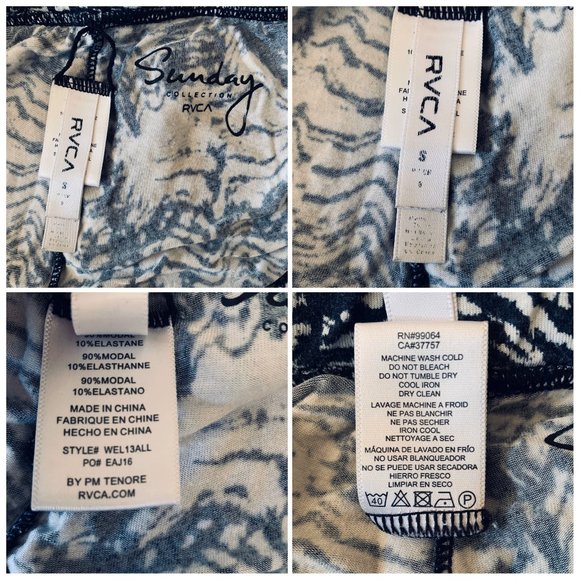 Sunday
COLLECTION
RVCA
RVCA
S
RVCA
S
90%MODAL
10%ELASTANE
90%MODAL
10%ELASTHANNE
90%MODAL
10%ELASTANO
MADE IN CHINA
FABRIQUE EN CHINE
HECHO EN CHINA
STYLE# WEL13ALL
PO# EAJ16
BY PM TENORE
RVCA.COM
RN#99064
CA#37757
MACHINE WASH COLD
DO NOT BLEACH
DO NOT TUMBLE DRY
COOL IRON
DRY CLEAN
LAVAGE MACHINE A FROID
NE PAS BLANCHIR
NE PAS SECHER
IRON COOL
NETTOYAGE A SEC
MÁQUINA DE LAVADO EN FRÍO
NO USAR BLANQUEADOR
NO SE PUEDE USAR SECADORA
HIERRO FRESCO
LIMPIAR EN SECO
40 P